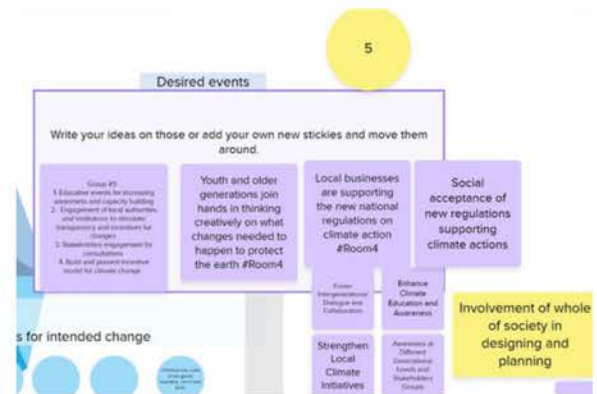 5
Desired events
Write your ideas on those or add your own new stickies and move them
around.
Group #9
1. Educative events for increasing
awareness and capacity building
2. Engagement of local authorities
and institutions to stimulate
transparency and incentives for
changes
3. Stakeholders engagement by
consultations
4. Build and present incentive
model for climate change
Youth and older
generations join
hands in thinking
creatively on what
changes needed to
happen to protect
the earth #Room4
Local businesses
are supporting
the new national
regulations on
climate action
#Room4
Social
acceptance of
new regulations
supporting
climate actions
Foster
Intergenerational
Dialogue and
Collaboration
Enhance
Climate
Education and
Awareness
Involvement of whole
of society in
designing and
planning
s for intended change
Strengthen
Local
Climate
Initiatives
Awareness at
Different
Generational
Levels and
Stakeholders
Groups